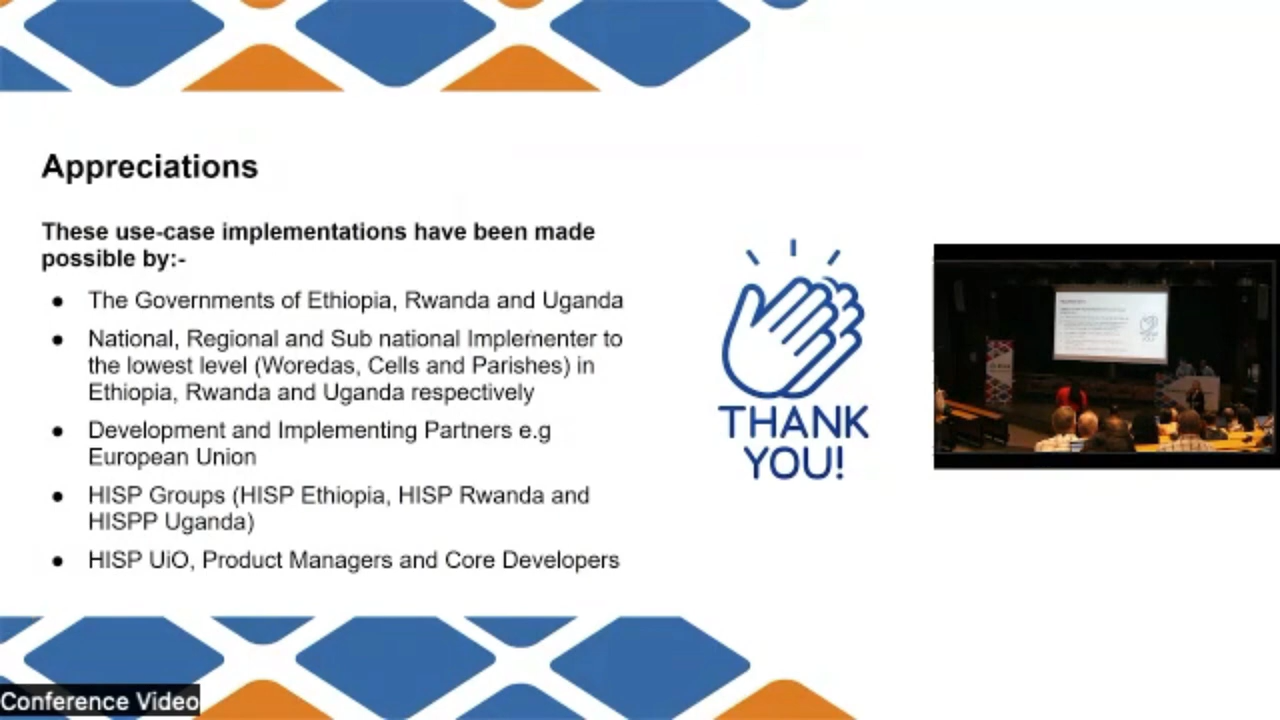 Appreciations
These use-case implementations have been made
possible by:-
● The Governments of Ethiopia, Rwanda and Uganda
● National, Regional and Sub national Implementer to
the lowest level (Woredas, Cells and Parishes) in
Ethiopia, Rwanda and Uganda respectively
● Development and Implementing Partners e.g
European Union
● HISP Groups (HISP Ethiopia, HISP Rwanda and
HISPP Uganda)
● HISP UiO, Product Managers and Core Developers
THANK
YOU!
Conference Video